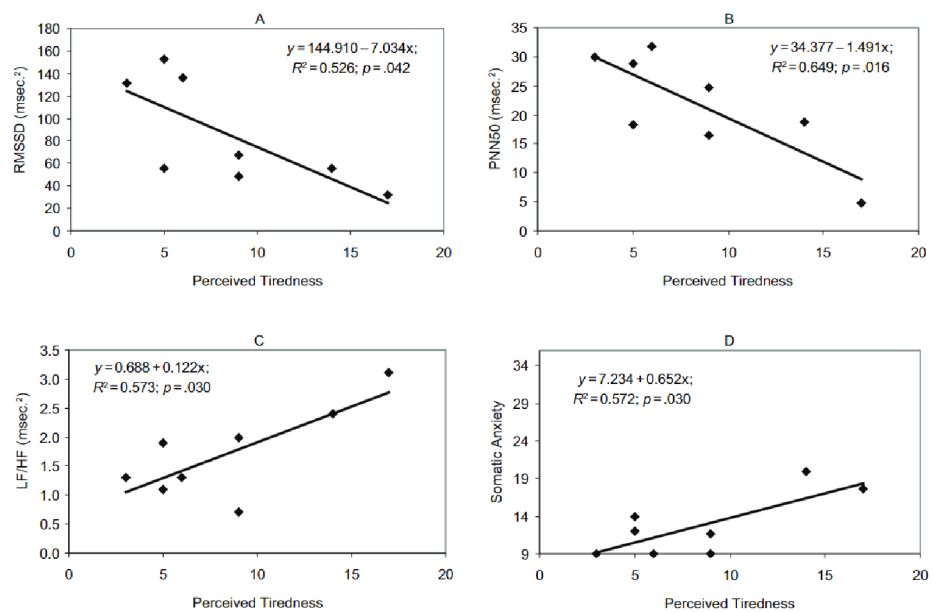 A
y = 144.910 – 7.034x;
R² = 0.526; p = .042
RMSSD (msec.²)
180
160
140
120
100
80
60
40
20
0
0 5 10 15 20
Perceived Tiredness
B
y = 34.377 – 1.491x;
R² = 0.649; p = .016
PNN50 (msec.²)
35
30
25
20
15
10
5
0
0 5 10 15 20
Perceived Tiredness
C
y = 0.688 + 0.122x;
R² = 0.573; p = .030
LF/HF (msec.²)
3.5
3.0
2.5
2.0
1.5
1.0
0.5
0.0
0 5 10 15 20
Perceived Tiredness
D
y = 7.234 + 0.652x;
R² = 0.572; p = .030
Somatic Anxiety
34
29
24
19
14
9
0 5 10 15 20
Perceived Tiredness